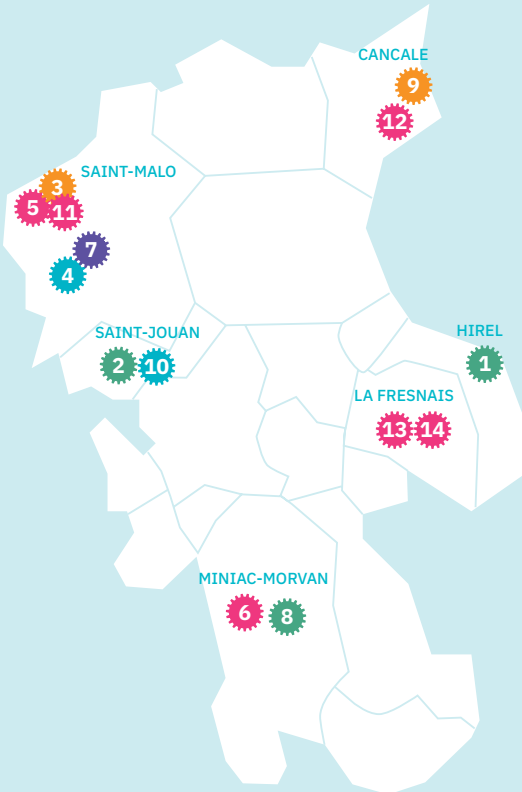 CANCALE
9
12
SAINT-MALO
3
5 11
7
4
SAINT-JOUAN
2 10
HIREL
1
LA FRESNAIS
13 14
MINIAC-MORVAN
6 8